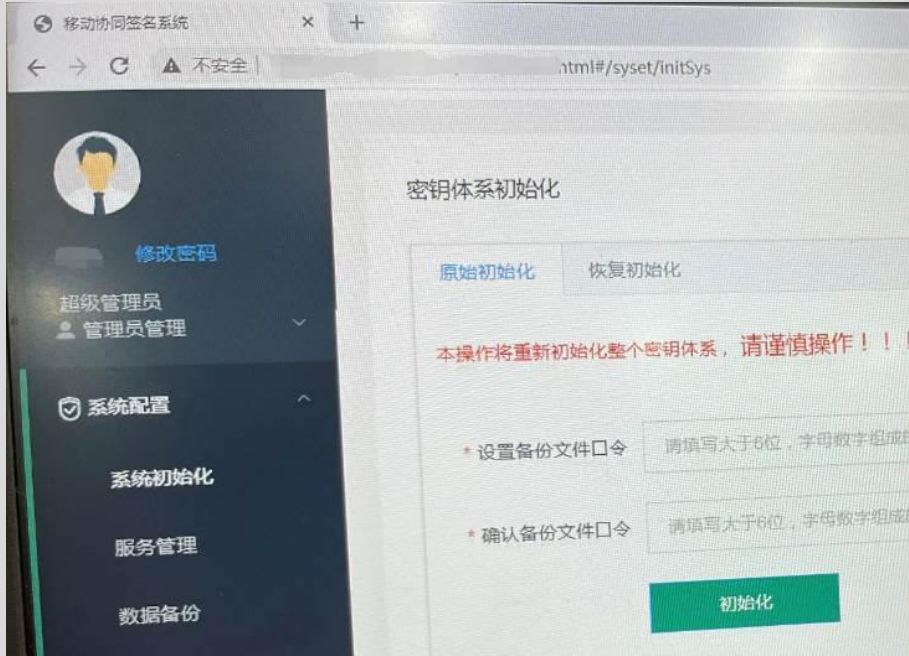 移动协同签名系统
不安全
html#/syset/initSys
密钥体系初始化
修改密码
原始初始化
恢复初始化
超级管理员
管理员管理
本操作将重新初始化整个密钥体系，请谨慎操作！！！
系统配置
* 设置备份文件口令
请填写大于6位，字母数字组成
系统初始化
* 确认备份文件口令
请填写大于6位，字母数字组成
服务管理
初始化
数据备份